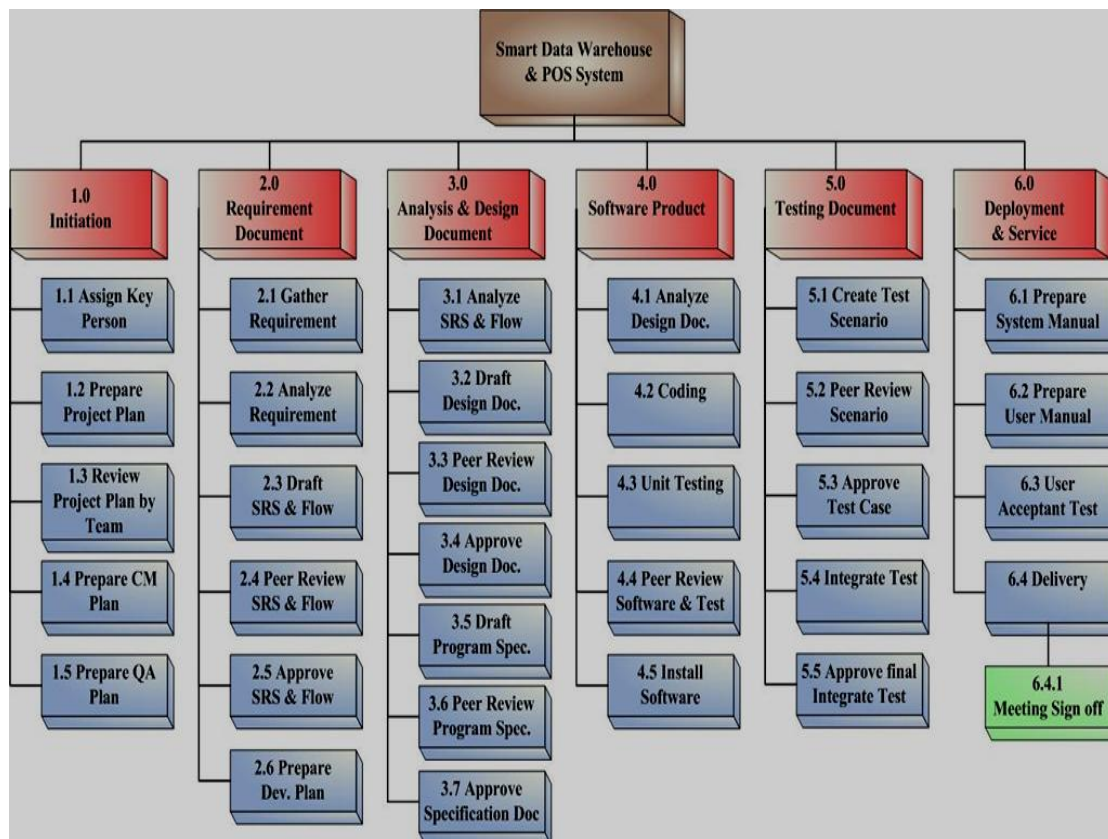 Smart Data Warehouse
& POS System
1.0
Initiation
1.1 Assign Key
Person
1.2 Prepare
Project Plan
1.3 Review
Project Plan by
Team
1.4 Prepare CM
Plan
1.5 Prepare QA
Plan
2.0
Requirement
Document
2.1 Gather
Requirement
2.2 Analyze
Requirement
2.3 Draft
SRS & Flow
2.4 Peer Review
SRS & Flow
2.5 Approve
SRS & Flow
2.6 Prepare
Dev. Plan
3.0
Analysis & Design
Document
3.1 Analyze
SRS & Flow
3.2 Draft
Design Doc.
3.3 Peer Review
Design Doc.
3.4 Approve
Design Doc.
3.5 Draft
Program Spec.
3.6 Peer Review
Program Spec.
3.7 Approve
Specification Doc
4.0
Software Product
4.1 Analyze
Design Doc.
4.2 Coding
4.3 Unit Testing
4.4 Peer Review
Software & Test
4.5 Install
Software
5.0
Testing Document
5.1 Create Test
Scenario
5.2 Peer Review
Scenario
5.3 Approve
Test Case
5.4 Integrate Test
5.5 Approve final
Integrate Test
6.0
Deployment
& Service
6.1 Prepare
System Manual
6.2 Prepare
User Manual
6.3 User
Acceptant Test
6.4 Delivery
6.4.1
Meeting Sign off